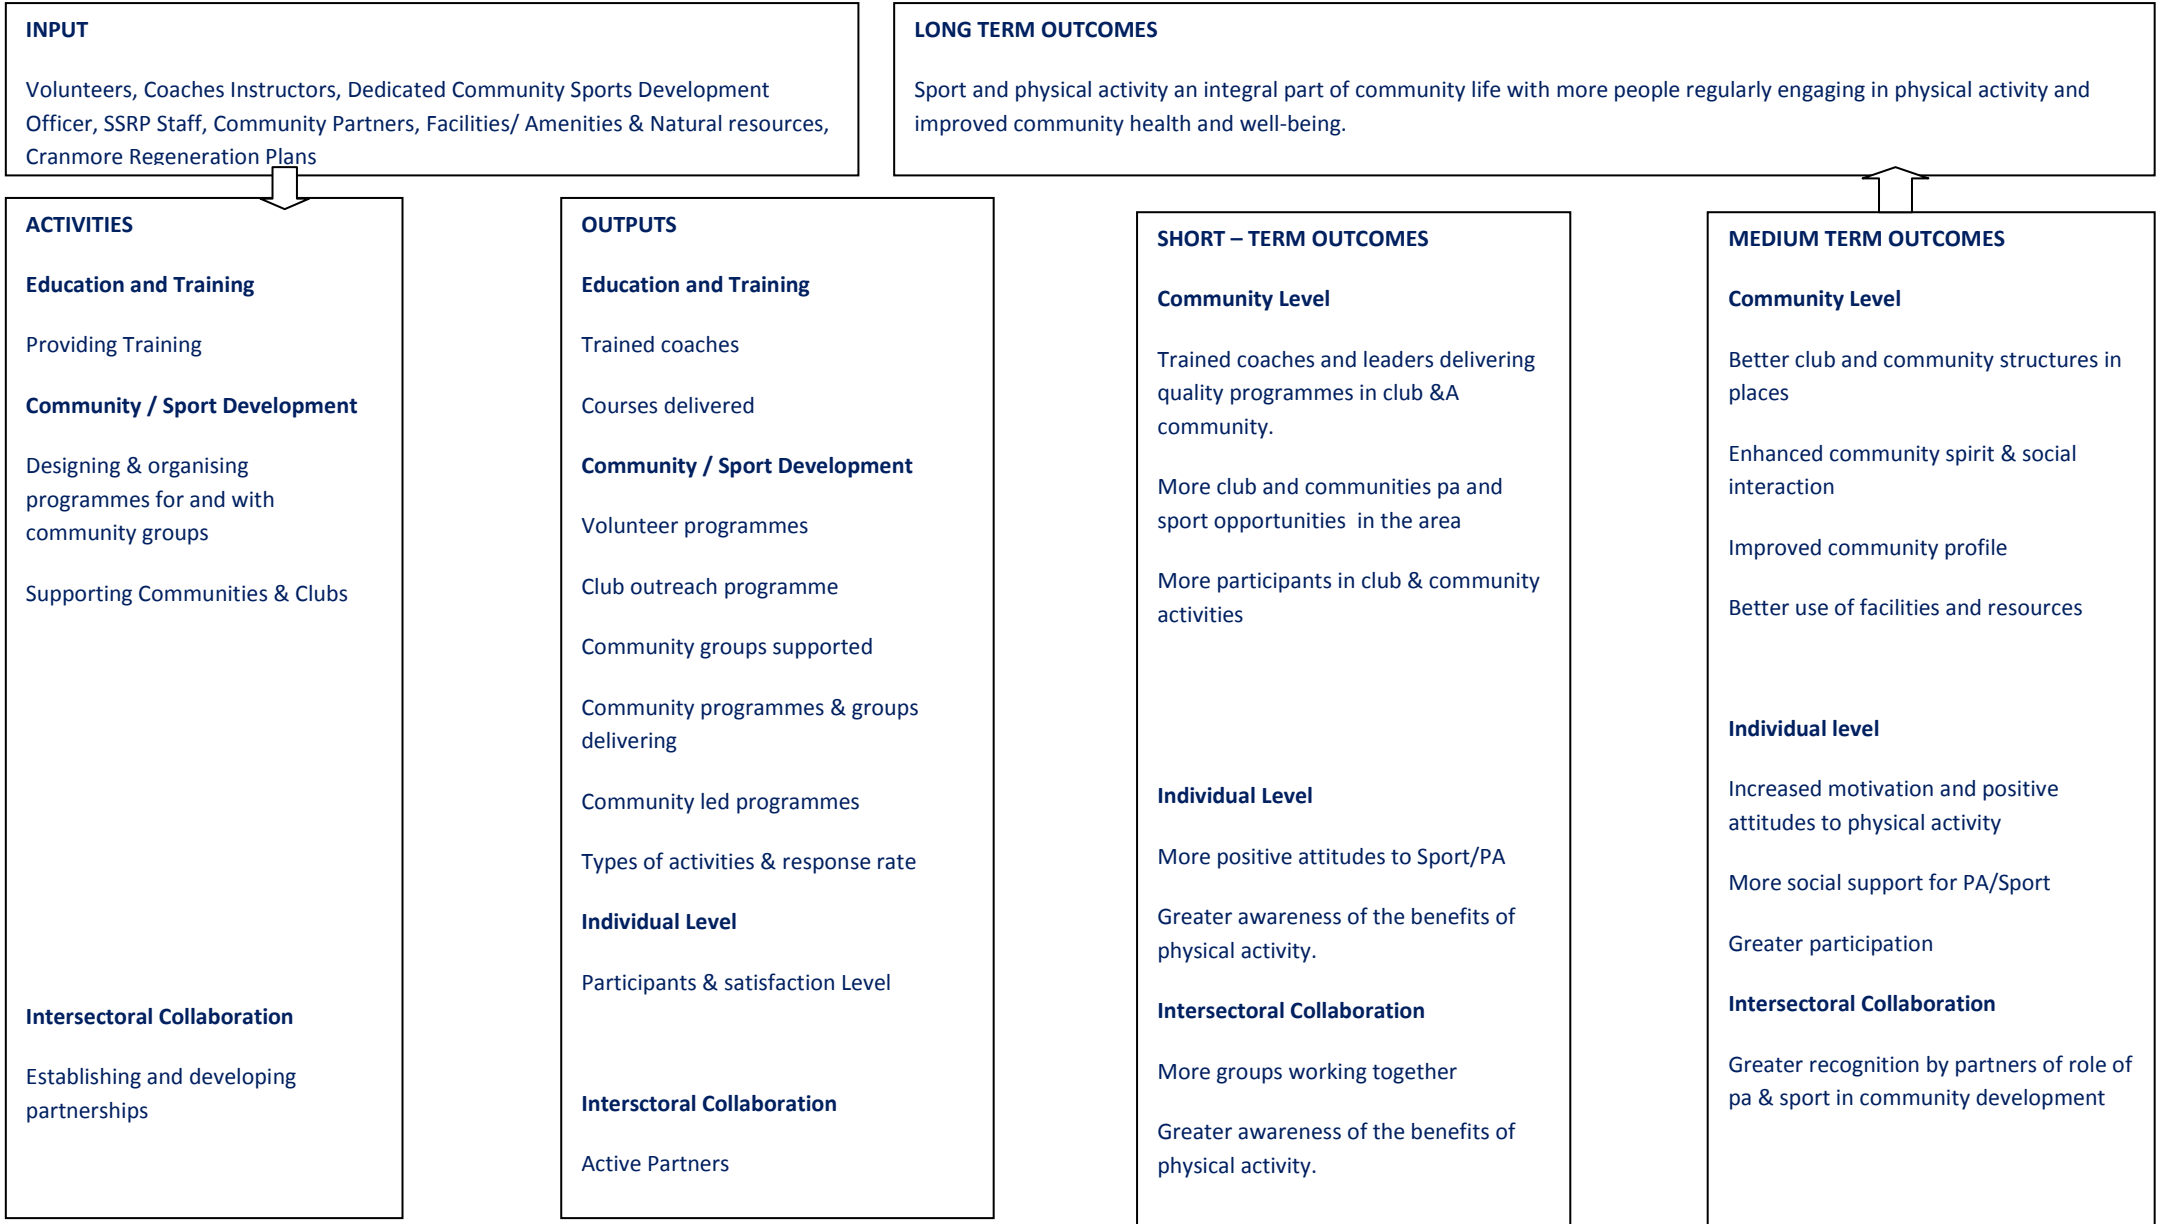 INPUT
Volunteers, Coaches Instructors, Dedicated Community Sports Development
Officer, SSRP Staff, Community Partners, Facilities/ Amenities & Natural resources,
Cranmore Regeneration Plans
LONG TERM OUTCOMES
Sport and physical activity an integral part of community life with more people regularly engaging in physical activity and
improved community health and well-being.
ACTIVITIES
Education and Training
Providing Training
Community / Sport Development
Designing & organising
programmes for and with
community groups
Supporting Communities & Clubs
Intersectoral Collaboration
Establishing and developing
partnerships
OUTPUTS
Education and Training
Trained coaches
Courses delivered
Community / Sport Development
Volunteer programmes
Club outreach programme
Community groups supported
Community programmes & groups
delivering
Community led programmes
Types of activities & response rate
Individual Level
Participants & satisfaction Level
Intersctoral Collaboration
Active Partners
SHORT – TERM OUTCOMES
Community Level
Trained coaches and leaders delivering
quality programmes in club &A
community.
More club and communities pa and
sport opportunities  in the area
More participants in club & community
activities
Individual Level
More positive attitudes to Sport/PA
Greater awareness of the benefits of
physical activity.
Intersectoral Collaboration
More groups working together
Greater awareness of the benefits of
physical activity.
MEDIUM TERM OUTCOMES
Community Level
Better club and community structures in
places
Enhanced community spirit & social
interaction
Improved community profile
Better use of facilities and resources
Individual level
Increased motivation and positive
attitudes to physical activity
More social support for PA/Sport
Greater participation
Intersectoral Collaboration
Greater recognition by partners of role of
pa & sport in community development